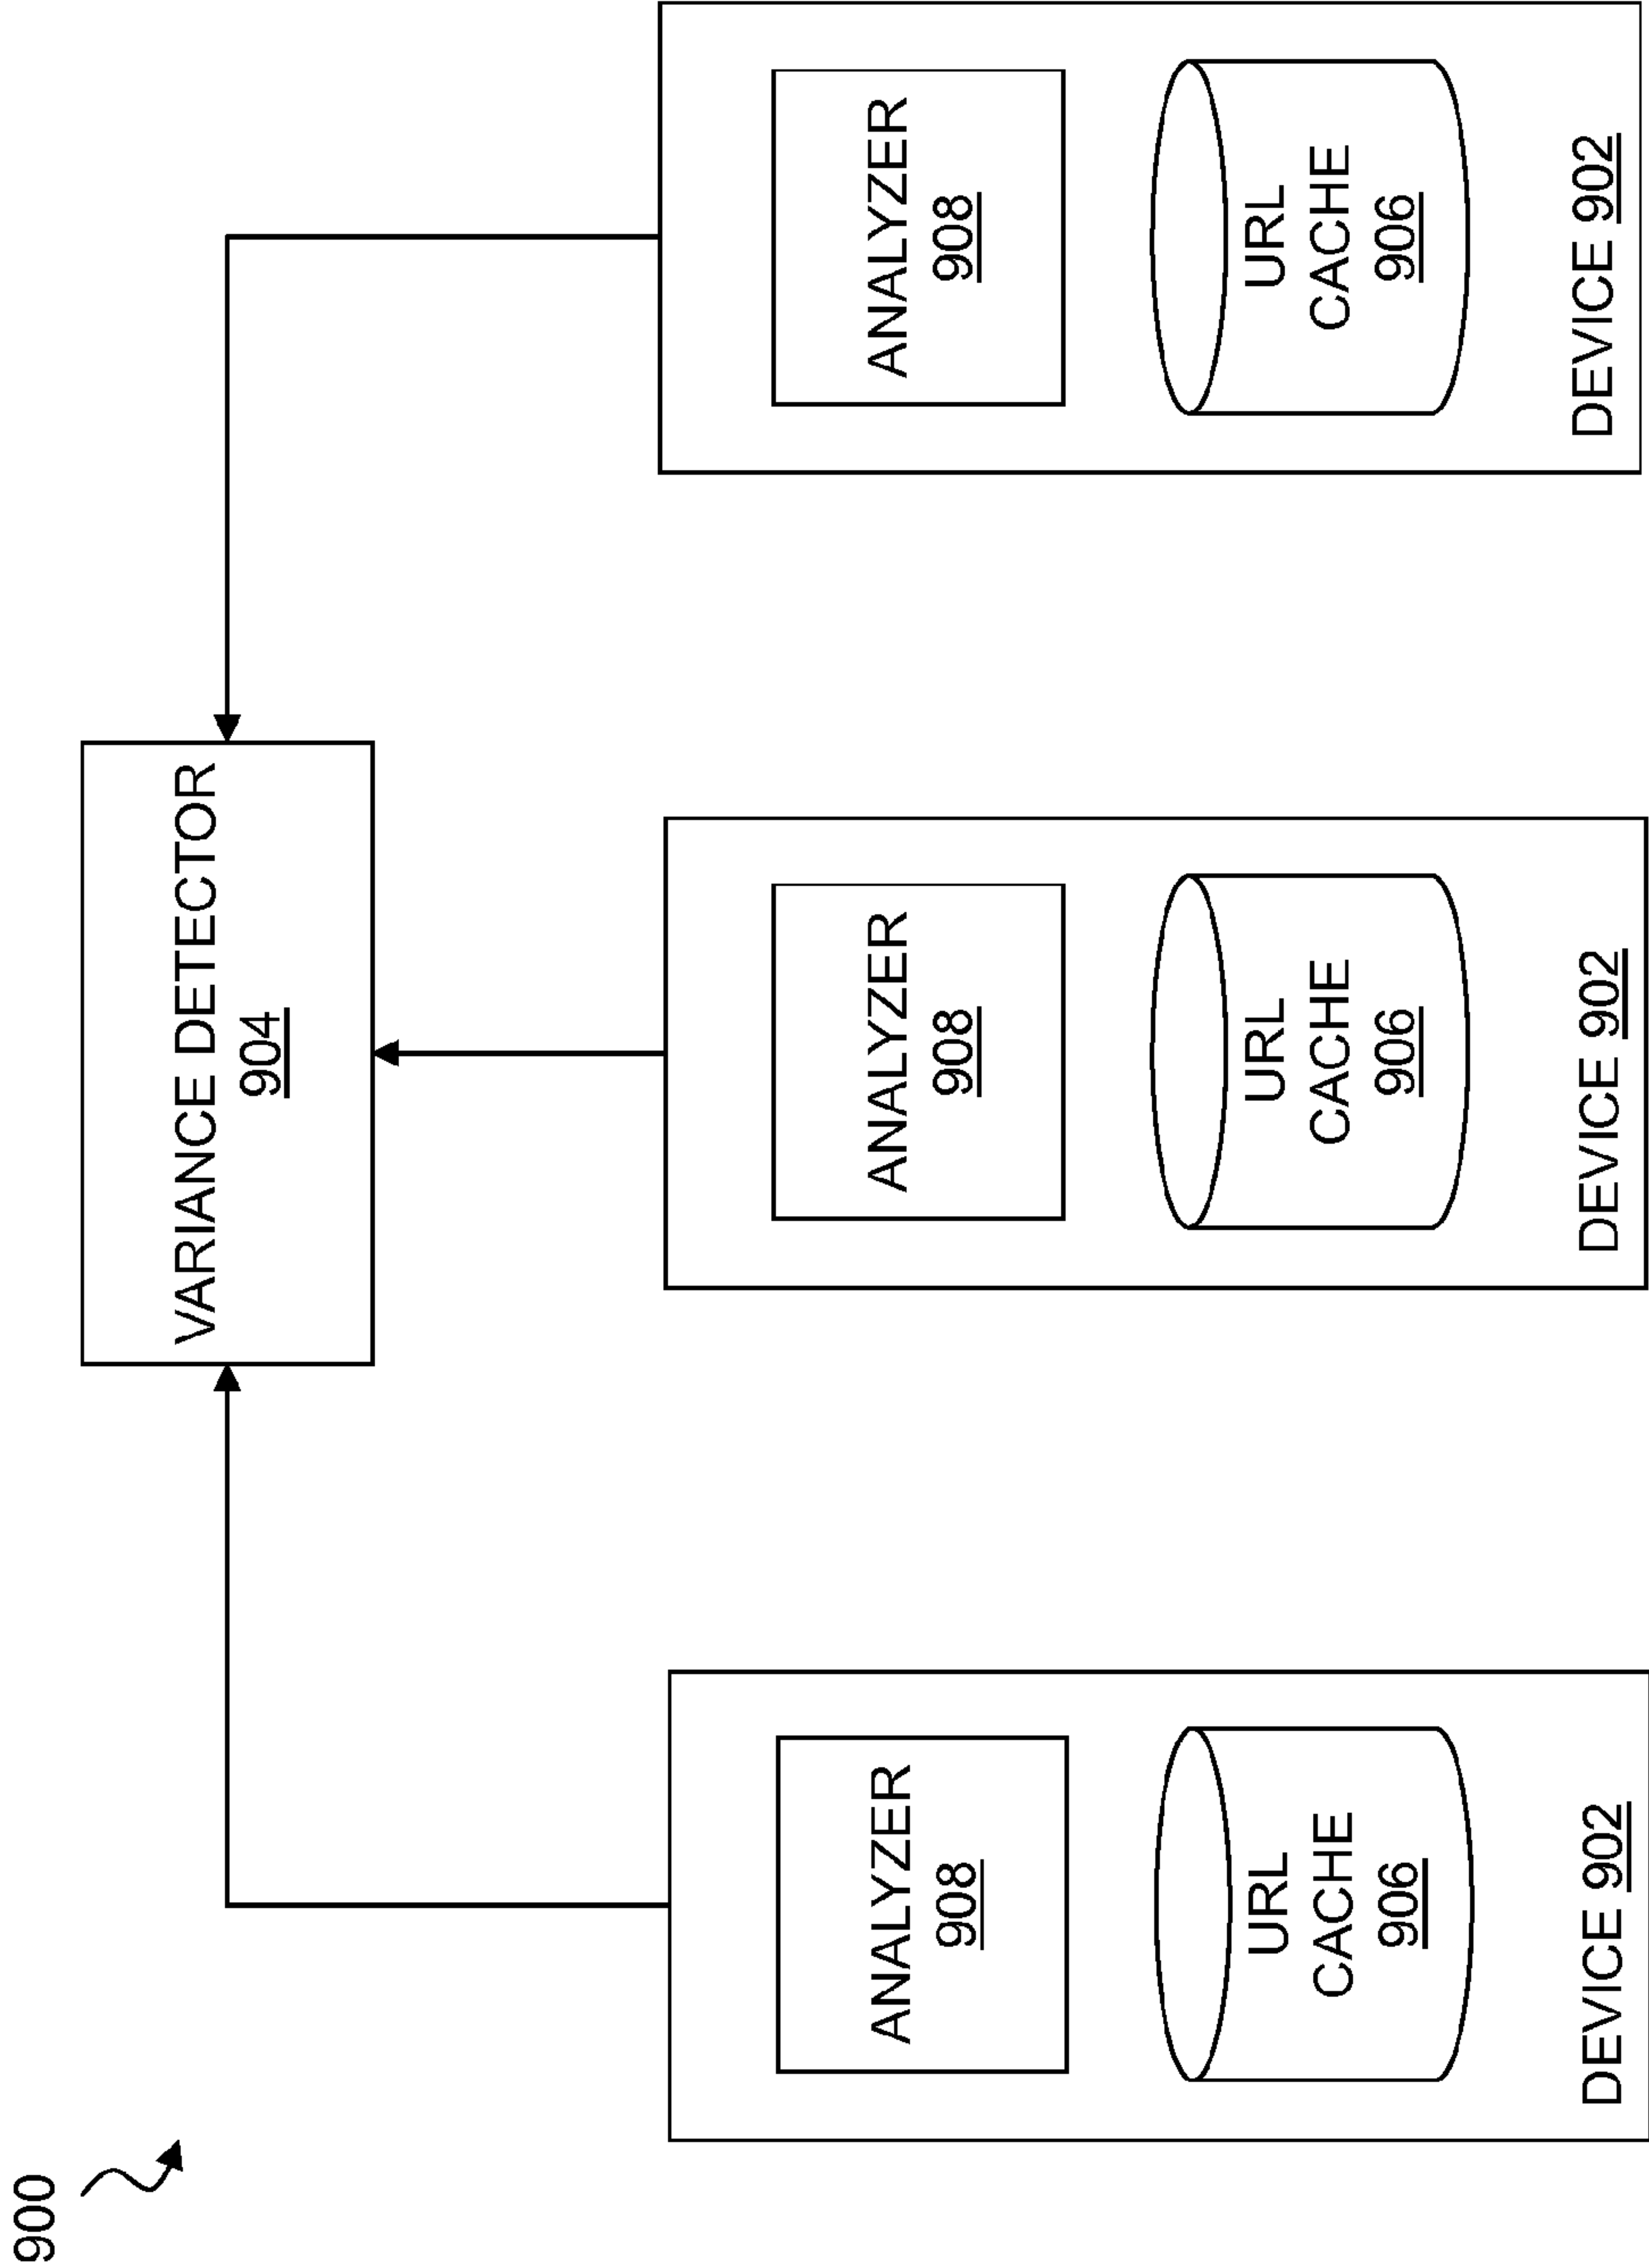 900
VARIANCE DETECTOR
904
ANALYZER
908
URL
CACHE
906
DEVICE 902
ANALYZER
908
URL
CACHE
906
DEVICE 902
ANALYZER
908
URL
CACHE
906
DEVICE 902